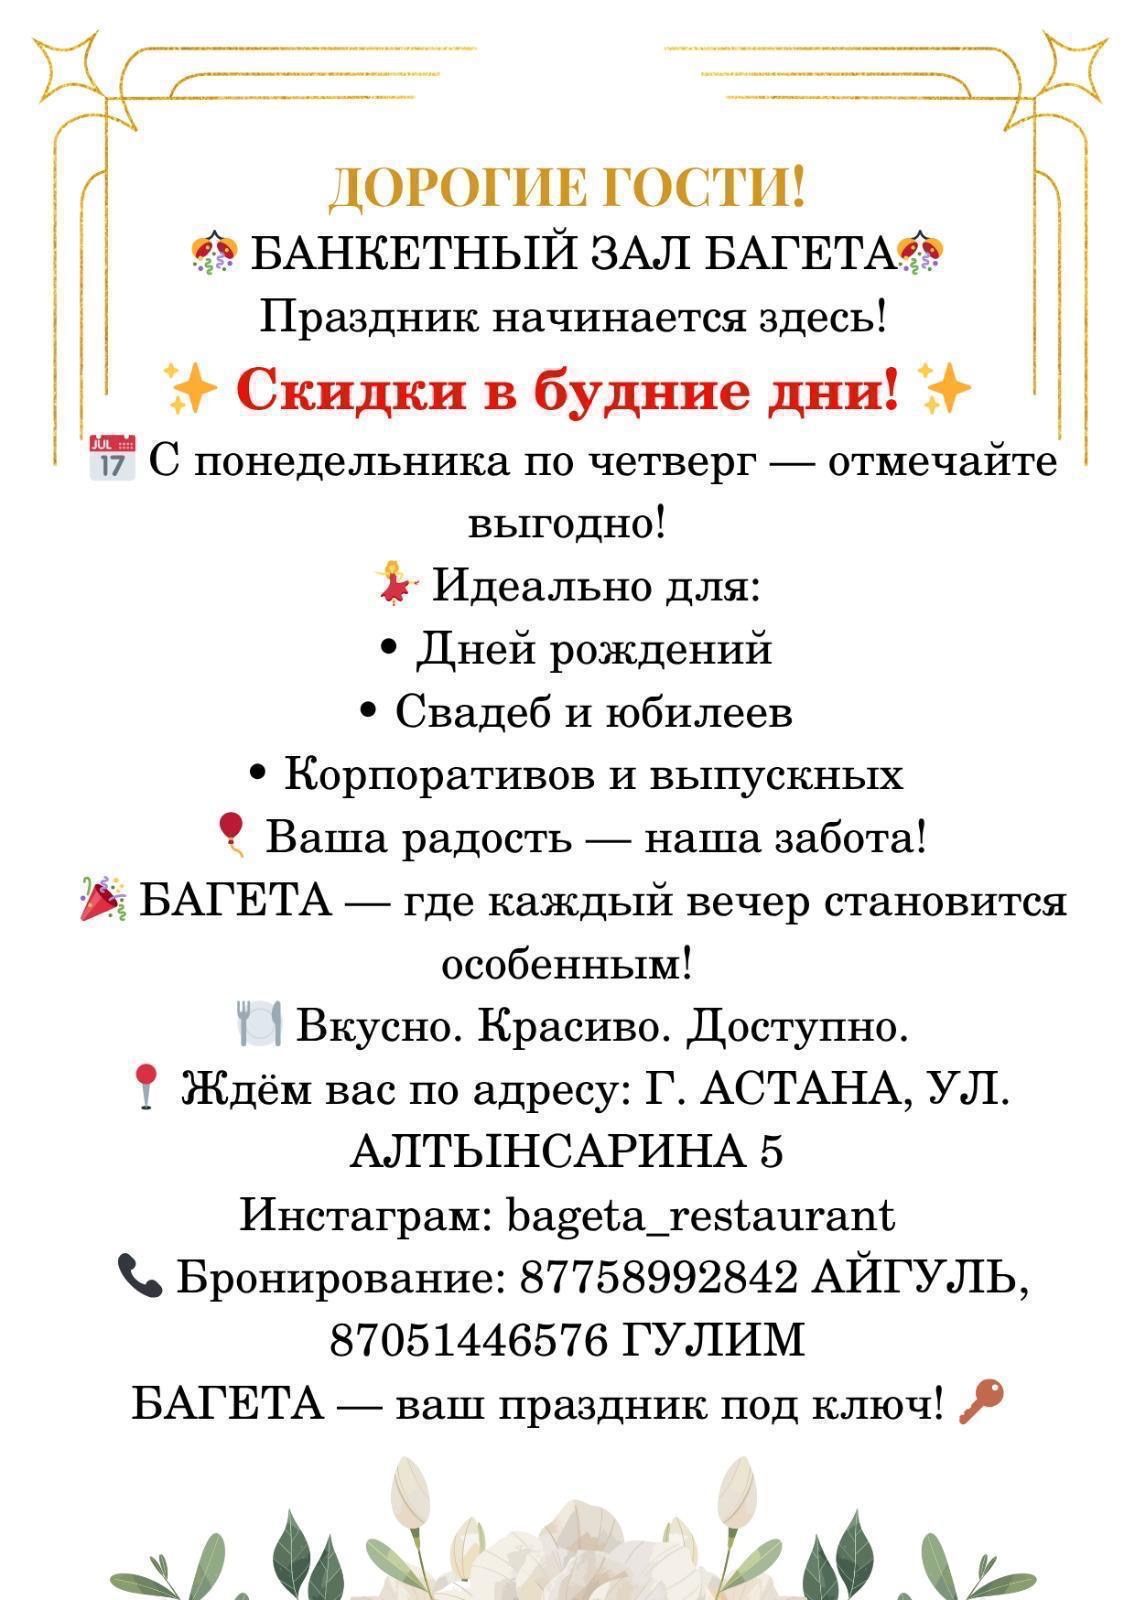 ДОРОГИЕ ГОСТИ!
🎊 БАНКЕТНЫЙ ЗАЛ БАГЕТА🎊
Праздник начинается здесь!
✨ Скидки в будние дни! ✨
📅 С понедельника по четверг — отмечайте
выгодно!
💃 Идеально для:
• Дней рождений
• Свадеб и юбилеев
• Корпоративов и выпускных
🎈 Ваша радость — наша забота!
🎉 БАГЕТА — где каждый вечер становится
особенным!
🍽 Вкусно. Красиво. Доступно.
📍 Ждём вас по адресу: Г. АСТАНА, УЛ.
АЛТЫНСАРИНА 5
Инстаграм: bageta_restaurant
📞 Бронирование: 87758992842 АЙГУЛЬ,
87051446576 ГУЛИМ
БАГЕТА — ваш праздник под ключ! 🔑